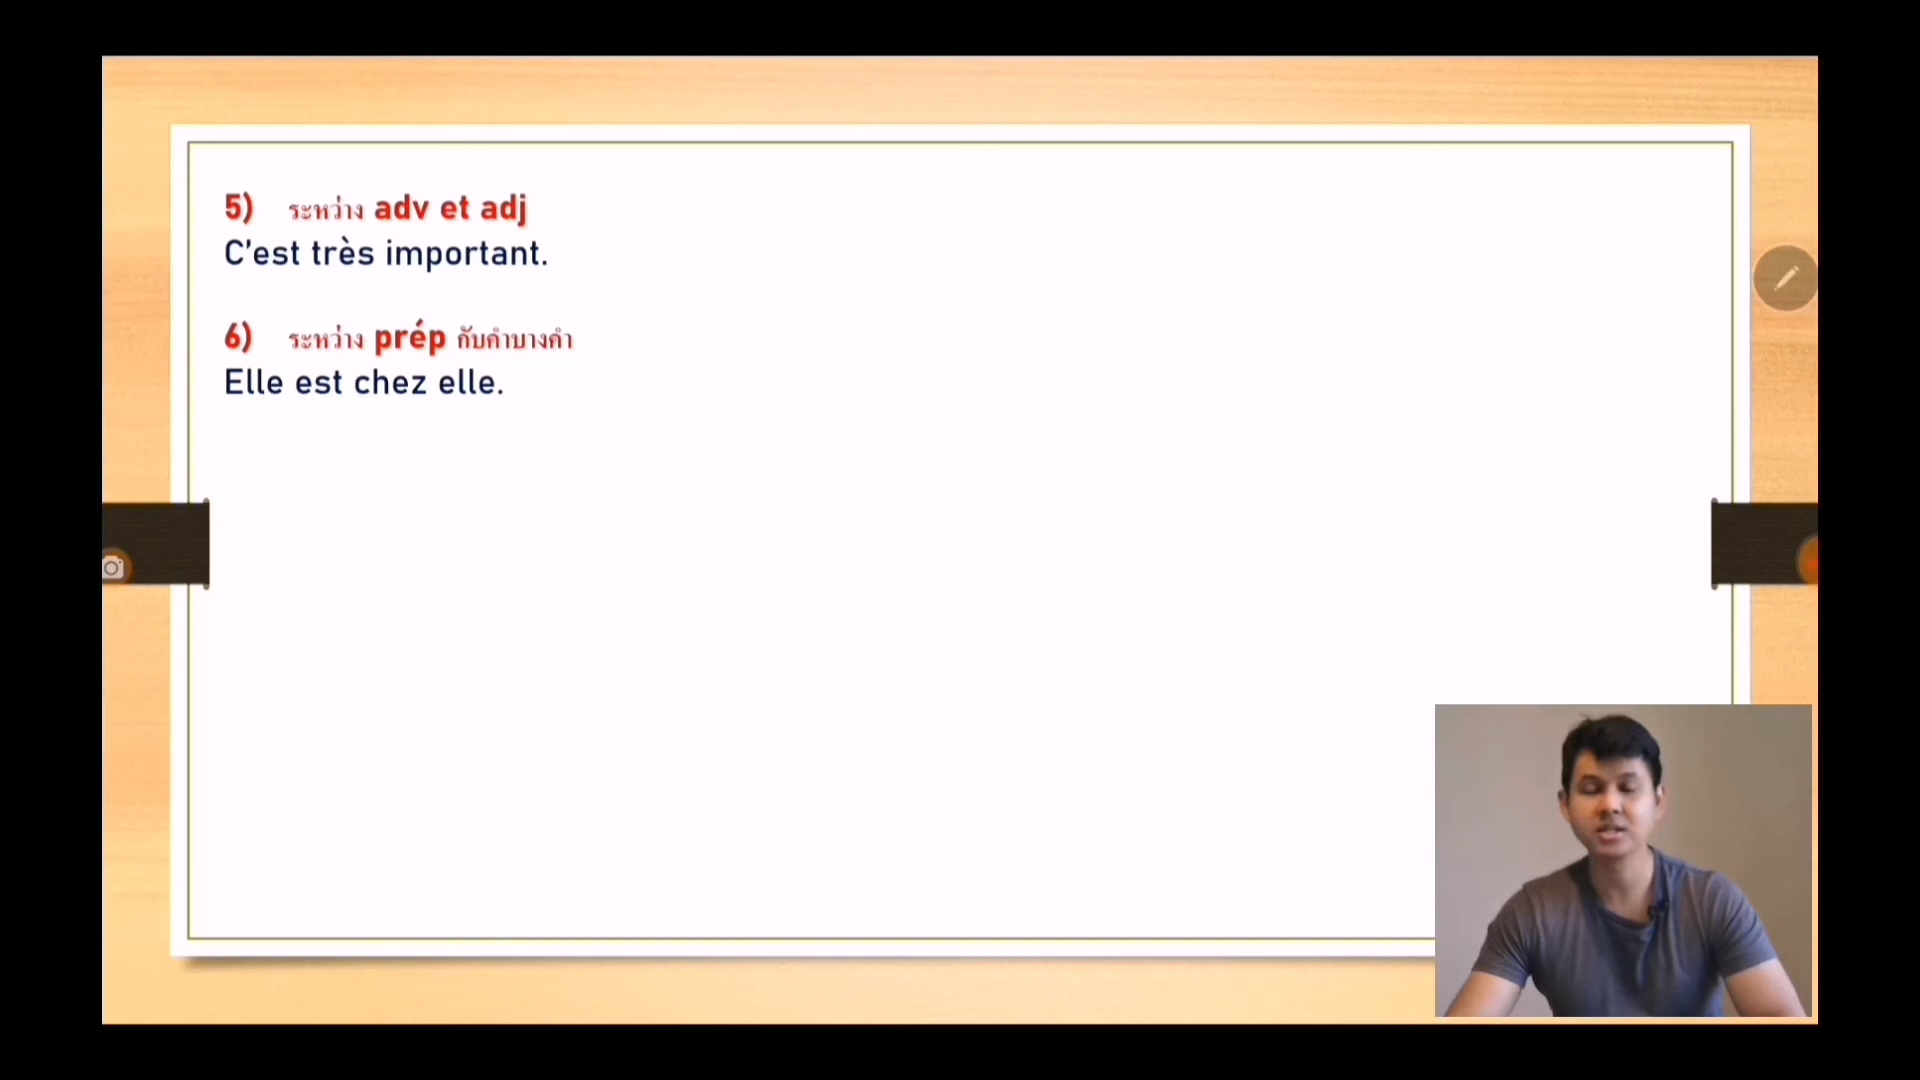 5) ระหว่าง adv et adj
C'est très important.
6) ระหว่าง prép กับคำบางคำ
Elle est chez elle.